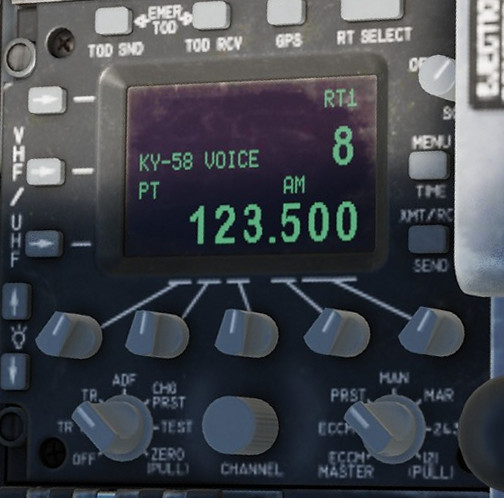 EMER
TOD
TOD SND
TOD RCV
GPS
RT SELECT
RT1
8
KY-58 VOICE
PT AM
123.500
VHF/UHF
MENU
TIME
XMT/RC
SEND
ADF
TR
CHG
PRST
TR
TEST
OFF
ZERO
(PULL)
CHANNEL
MAN
PRST
MAR
ECCM
243
ECCM
MASTER
(PULL)